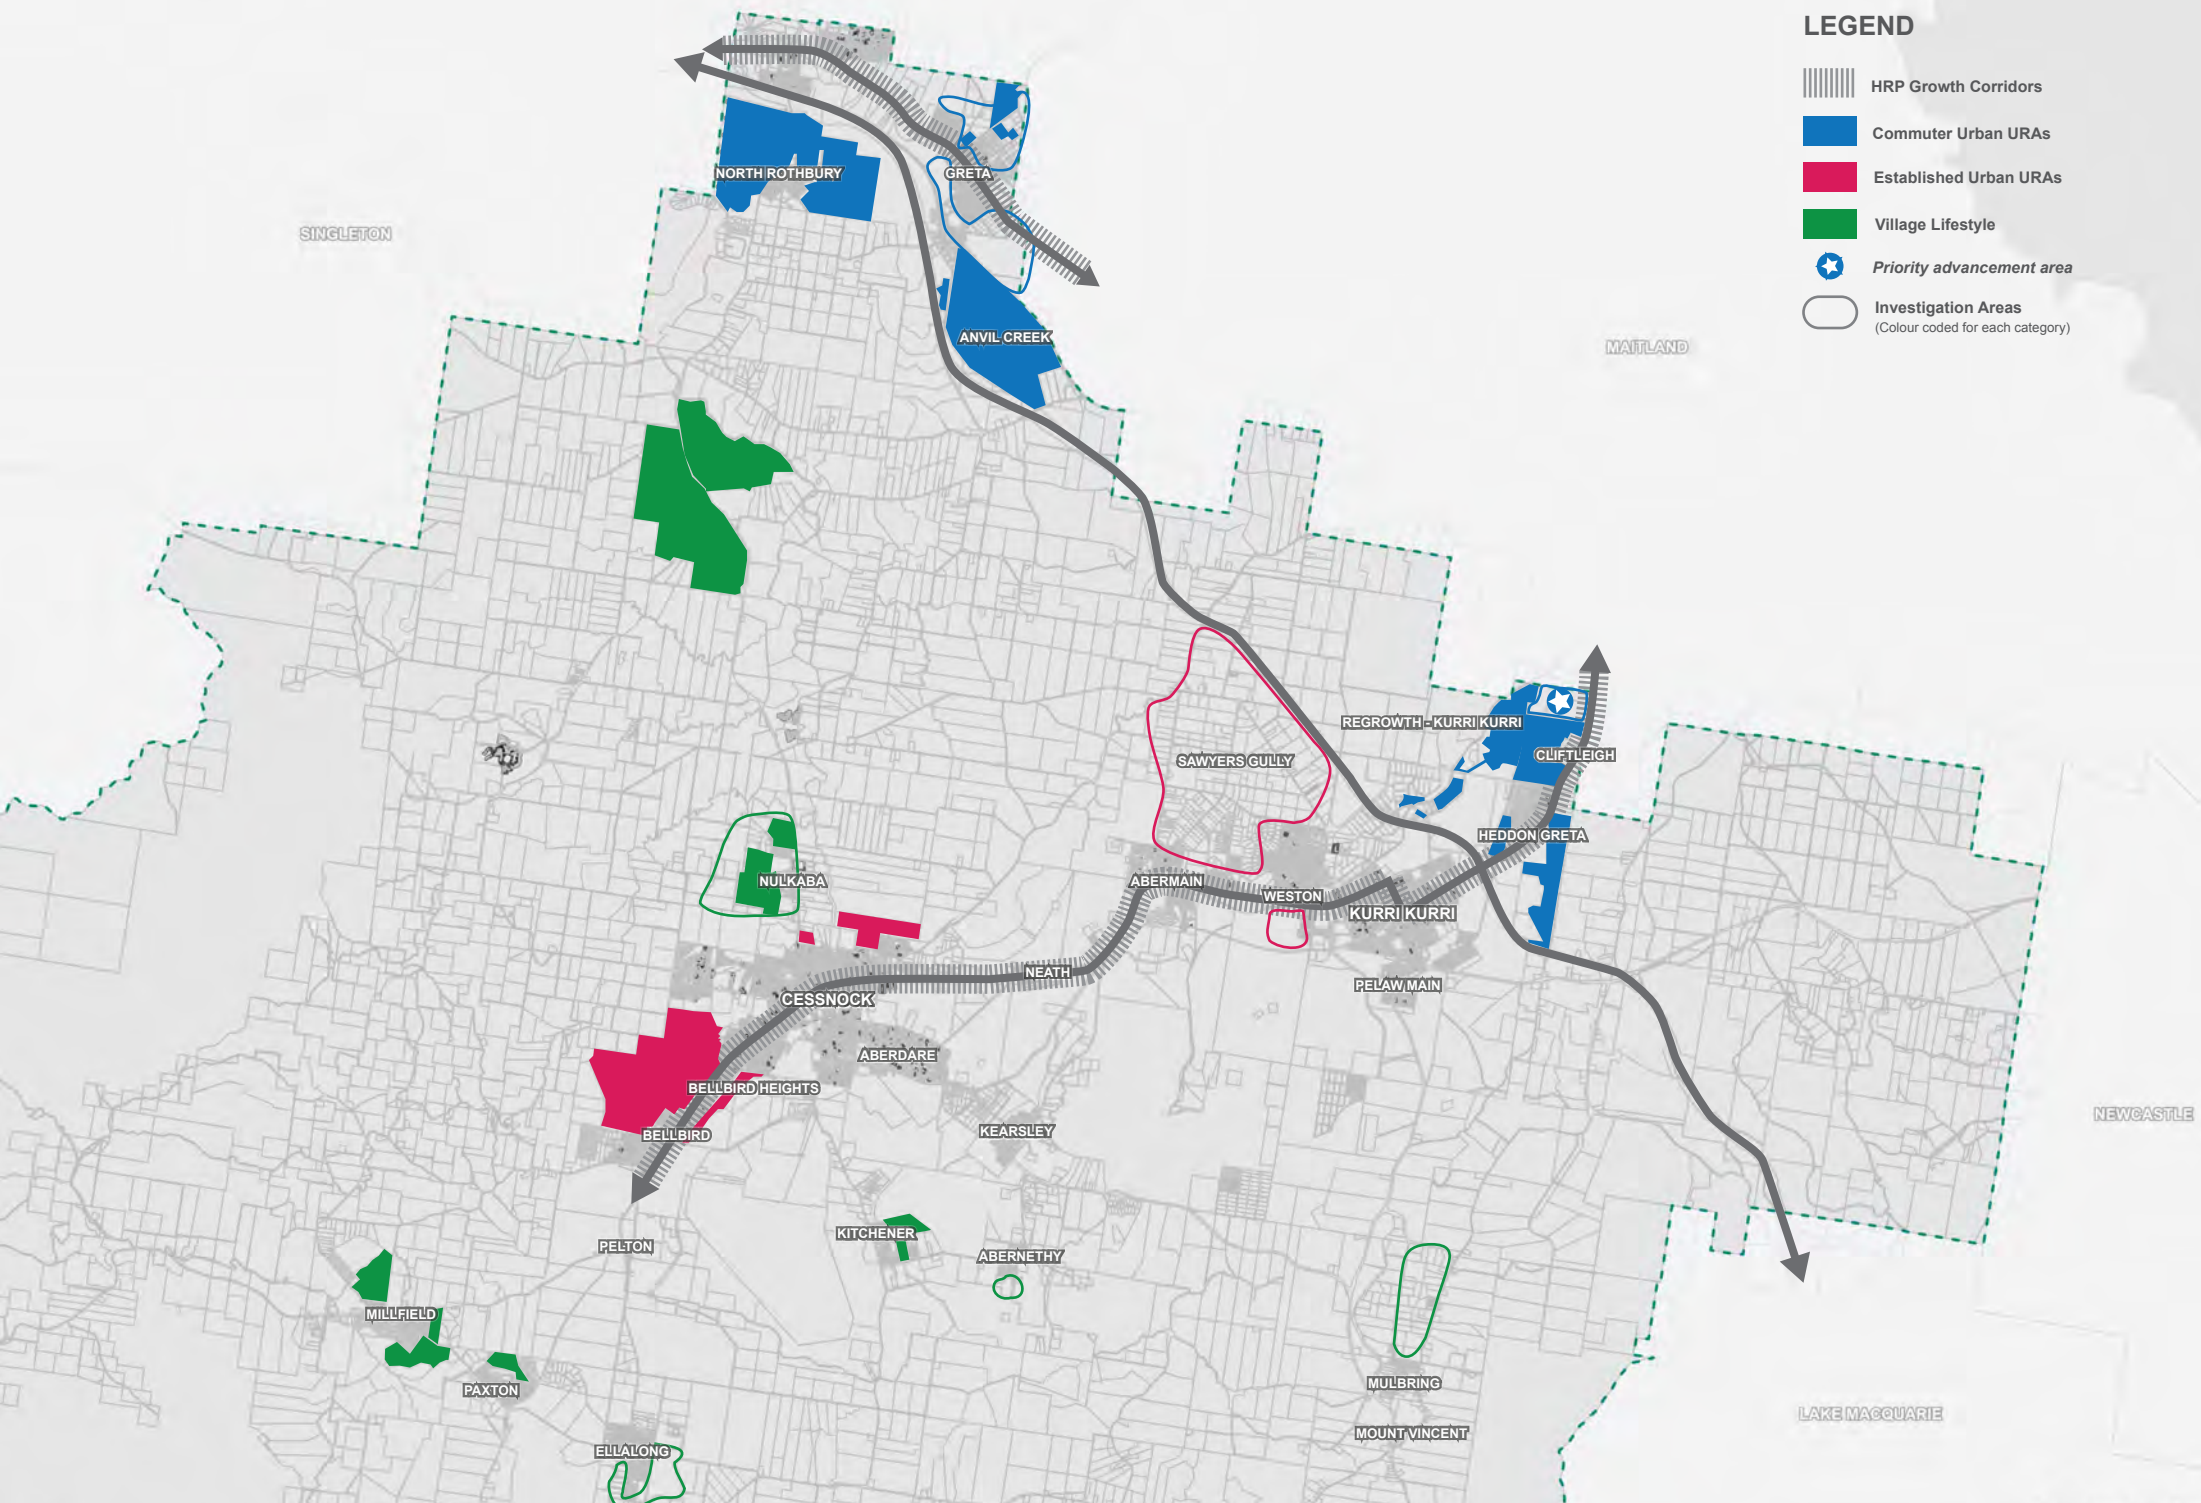 LEGEND
HRP Growth Corridors
Commuter Urban URAs
Established Urban URAs
Village Lifestyle
Priority advancement area
Investigation Areas
(Colour coded for each category)
NORTH ROTHBURY
GRETA
SINGLETON
ANVIL CREEK
MAITLAND
REGROWTH - KURRI KURRI
CLIFTLEIGH
SAWYERS GULLY
HEDDON GRETA
NULKABA
ABERMAIN
WESTON
KURRI KURRI
NEATH
PELAW MAIN
CESSNOCK
ABERDARE
BELLBIRD HEIGHTS
NEWCASTLE
KEARSLEY
BELLBIRD
KITCHENER
PELTON
ABERNETHY
MILLFIELD
MULBRING
PAXTON
LAKE MACQUARIE
MOUNT VINCENT
ELLALONG